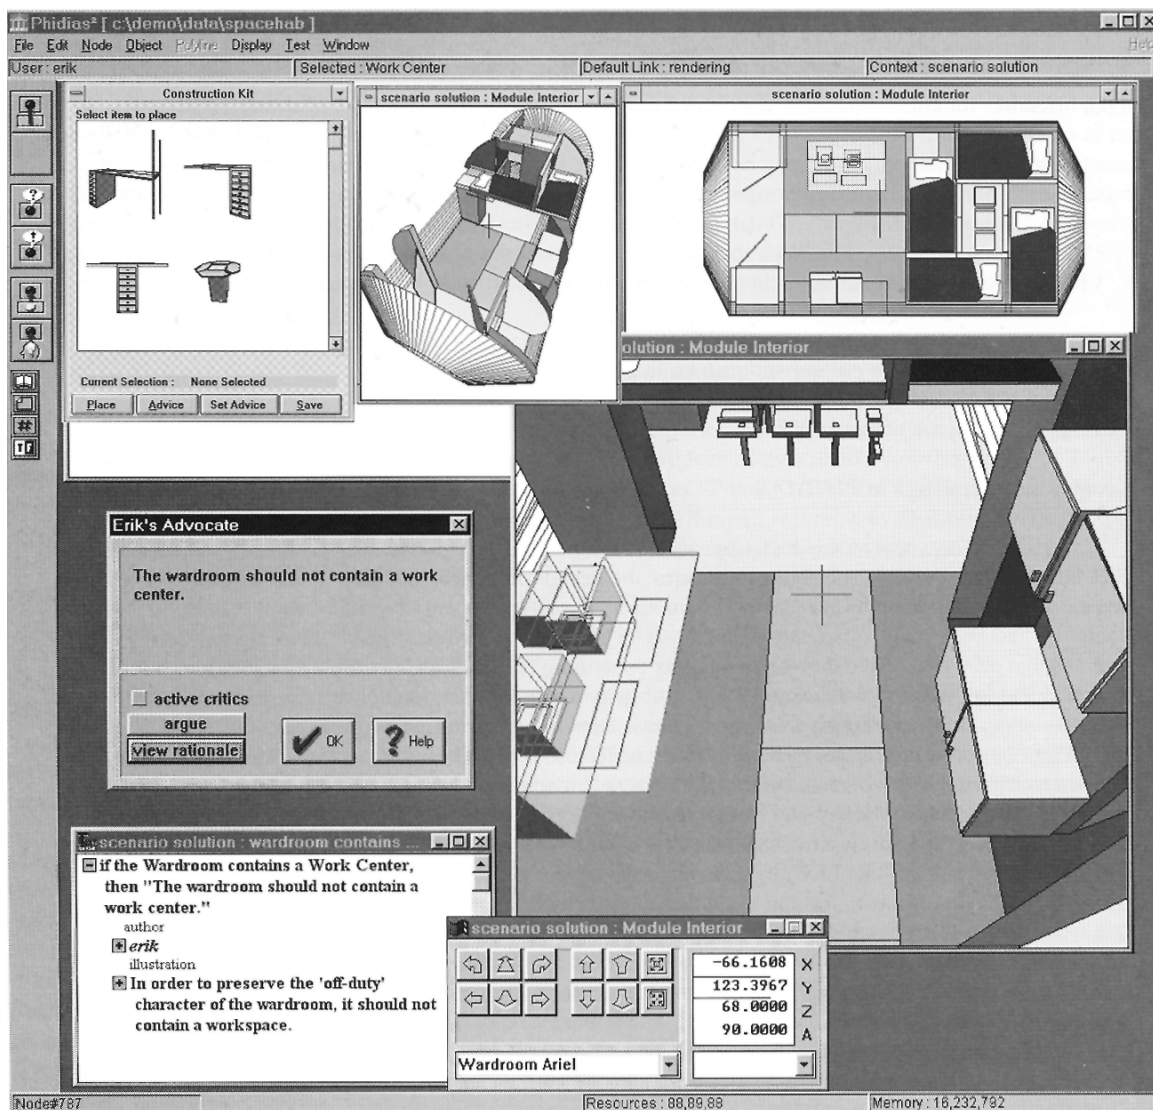 Phidias² [ c:\demo\data\spacehab ]
File Edit Node Object Polyline Display Test Window Help
User : erik
Selected : Work Center
Default Link : rendering
Context : scenario solution
Construction Kit
Select item to place
Current Selection : None Selected
Place Advice Set Advice Save
scenario solution : Module Interior
scenario solution : Module Interior
olution : Module Interior
Erik's Advocate
The wardroom should not contain a work
center.
active critics
argue
view rationale
OK
Help
scenario solution : wardroom contains ...
if the Wardroom contains a Work Center,
then "The wardroom should not contain a
work center."
author
erik
illustration
In order to preserve the 'off-duty'
character of the wardroom, it should not
contain a workspace.
scenario solution : Module Interior
-66.1608 X
123.3967 Y
68.0000 Z
90.0000 A
Wardroom Ariel
Node#787
Resources : 88,89,88
Memory : 16,232,792